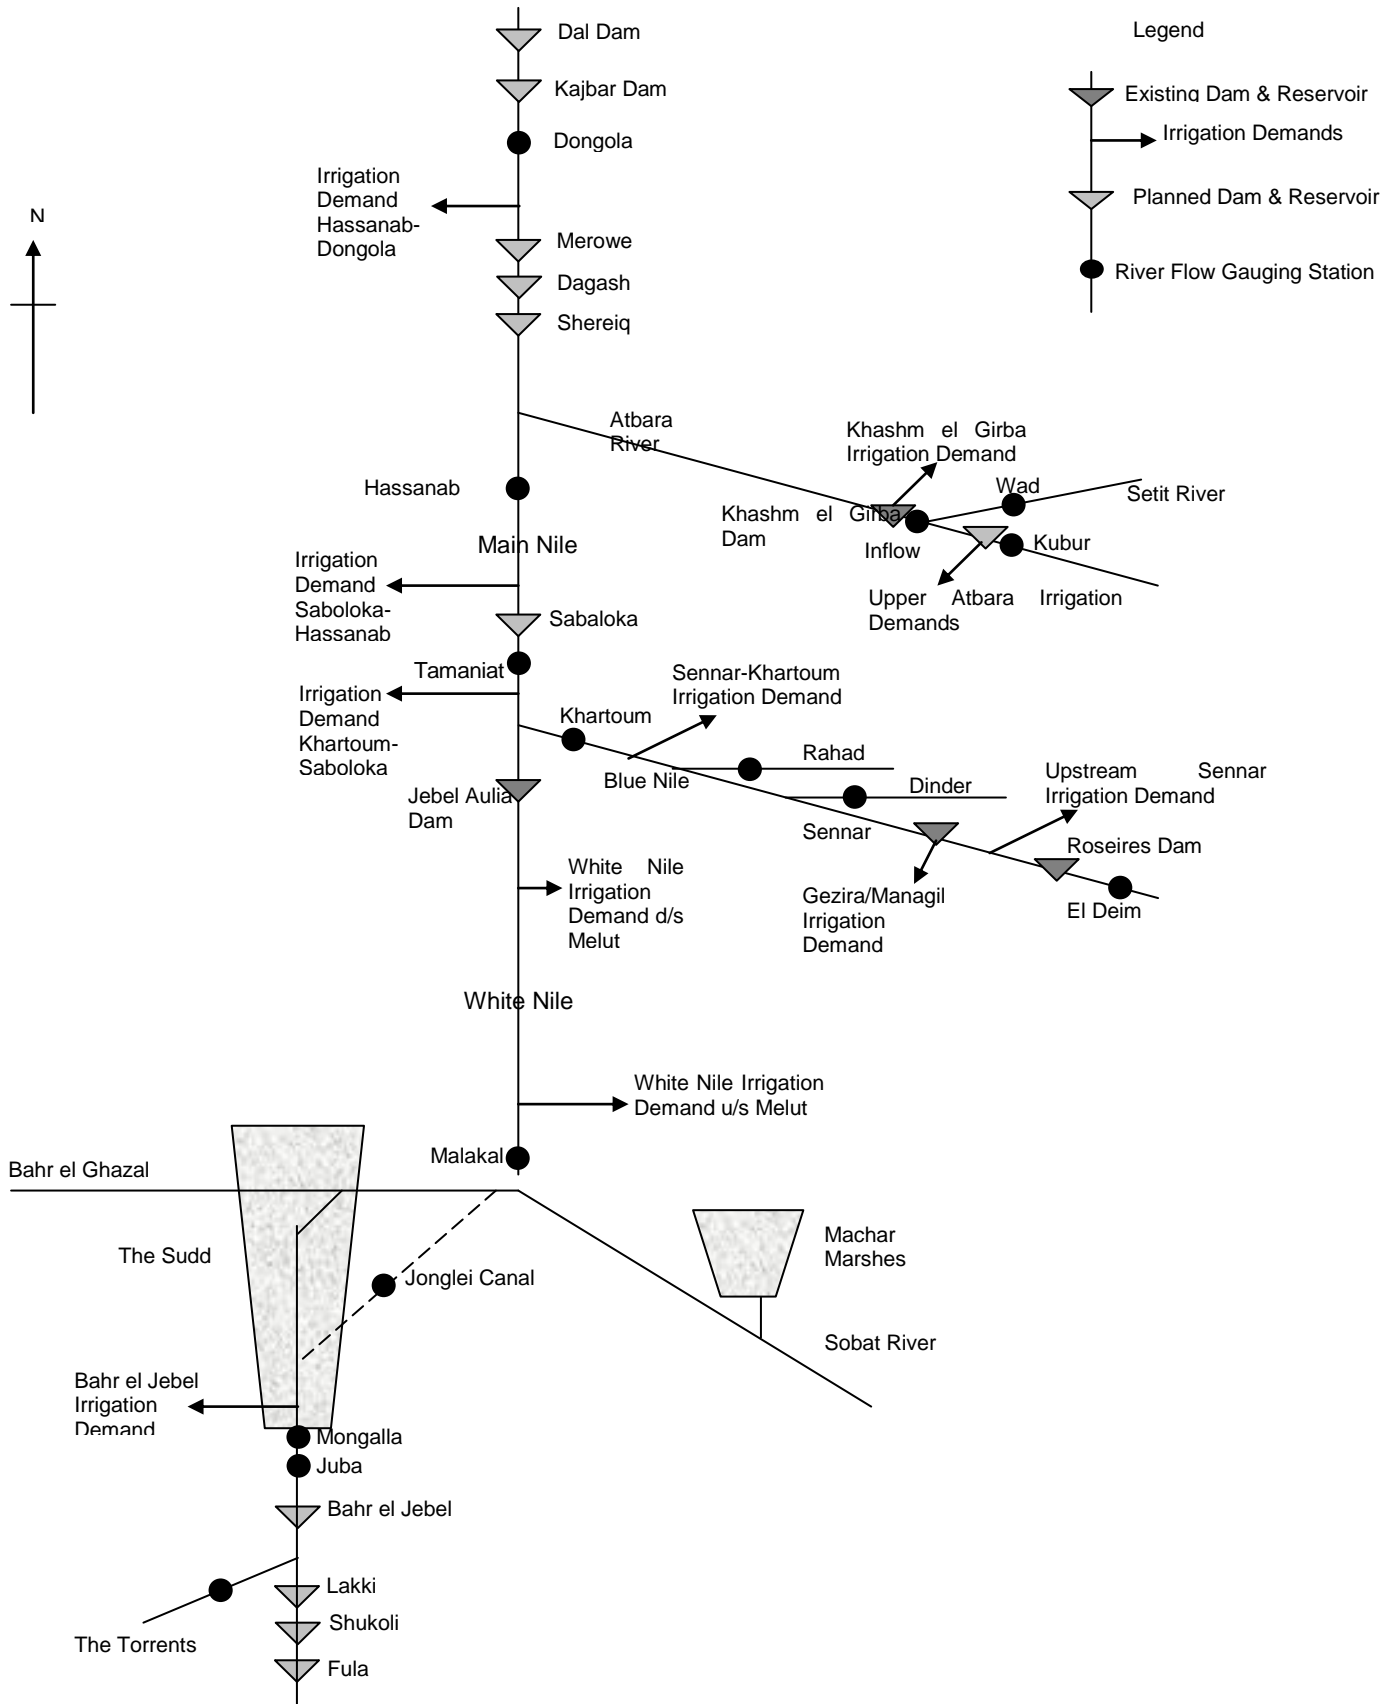 Dal Dam
Kajbar Dam
Dongola
Irrigation
Demand
Hassanab-
Dongola
Merowe
Dagash
Shereiq
N
Legend
Existing Dam & Reservoir
Irrigation Demands
Planned Dam & Reservoir
River Flow Gauging Station
Atbara
River
Khashm el Girba
Irrigation Demand
Wad
Setit River
Khashm el Girba
Dam
Inflow
Kubur
Upper Atbara Irrigation
Demands
Hassanab
Main Nile
Irrigation
Demand
Saboloka-
Hassanab
Sabaloka
Tamaniat
Irrigation
Demand
Khartoum-
Saboloka
Sennar-Khartoum
Irrigation Demand
Khartoum
Rahad
Blue Nile
Dinder
Upstream Sennar
Irrigation Demand
Jebel Aulia
Dam
Sennar
Roseires Dam
White Nile
Irrigation
Demand d/s
Melut
Gezira/Managil
Irrigation
Demand
El Deim
White Nile
White Nile Irrigation
Demand u/s Melut
Malakal
Bahr el Ghazal
The Sudd
Machar
Marshes
Jonglei Canal
Sobat River
Bahr el Jebel
Irrigation
Demand
Mongalla
Juba
Bahr el Jebel
Lakki
Shukoli
The Torrents
Fula